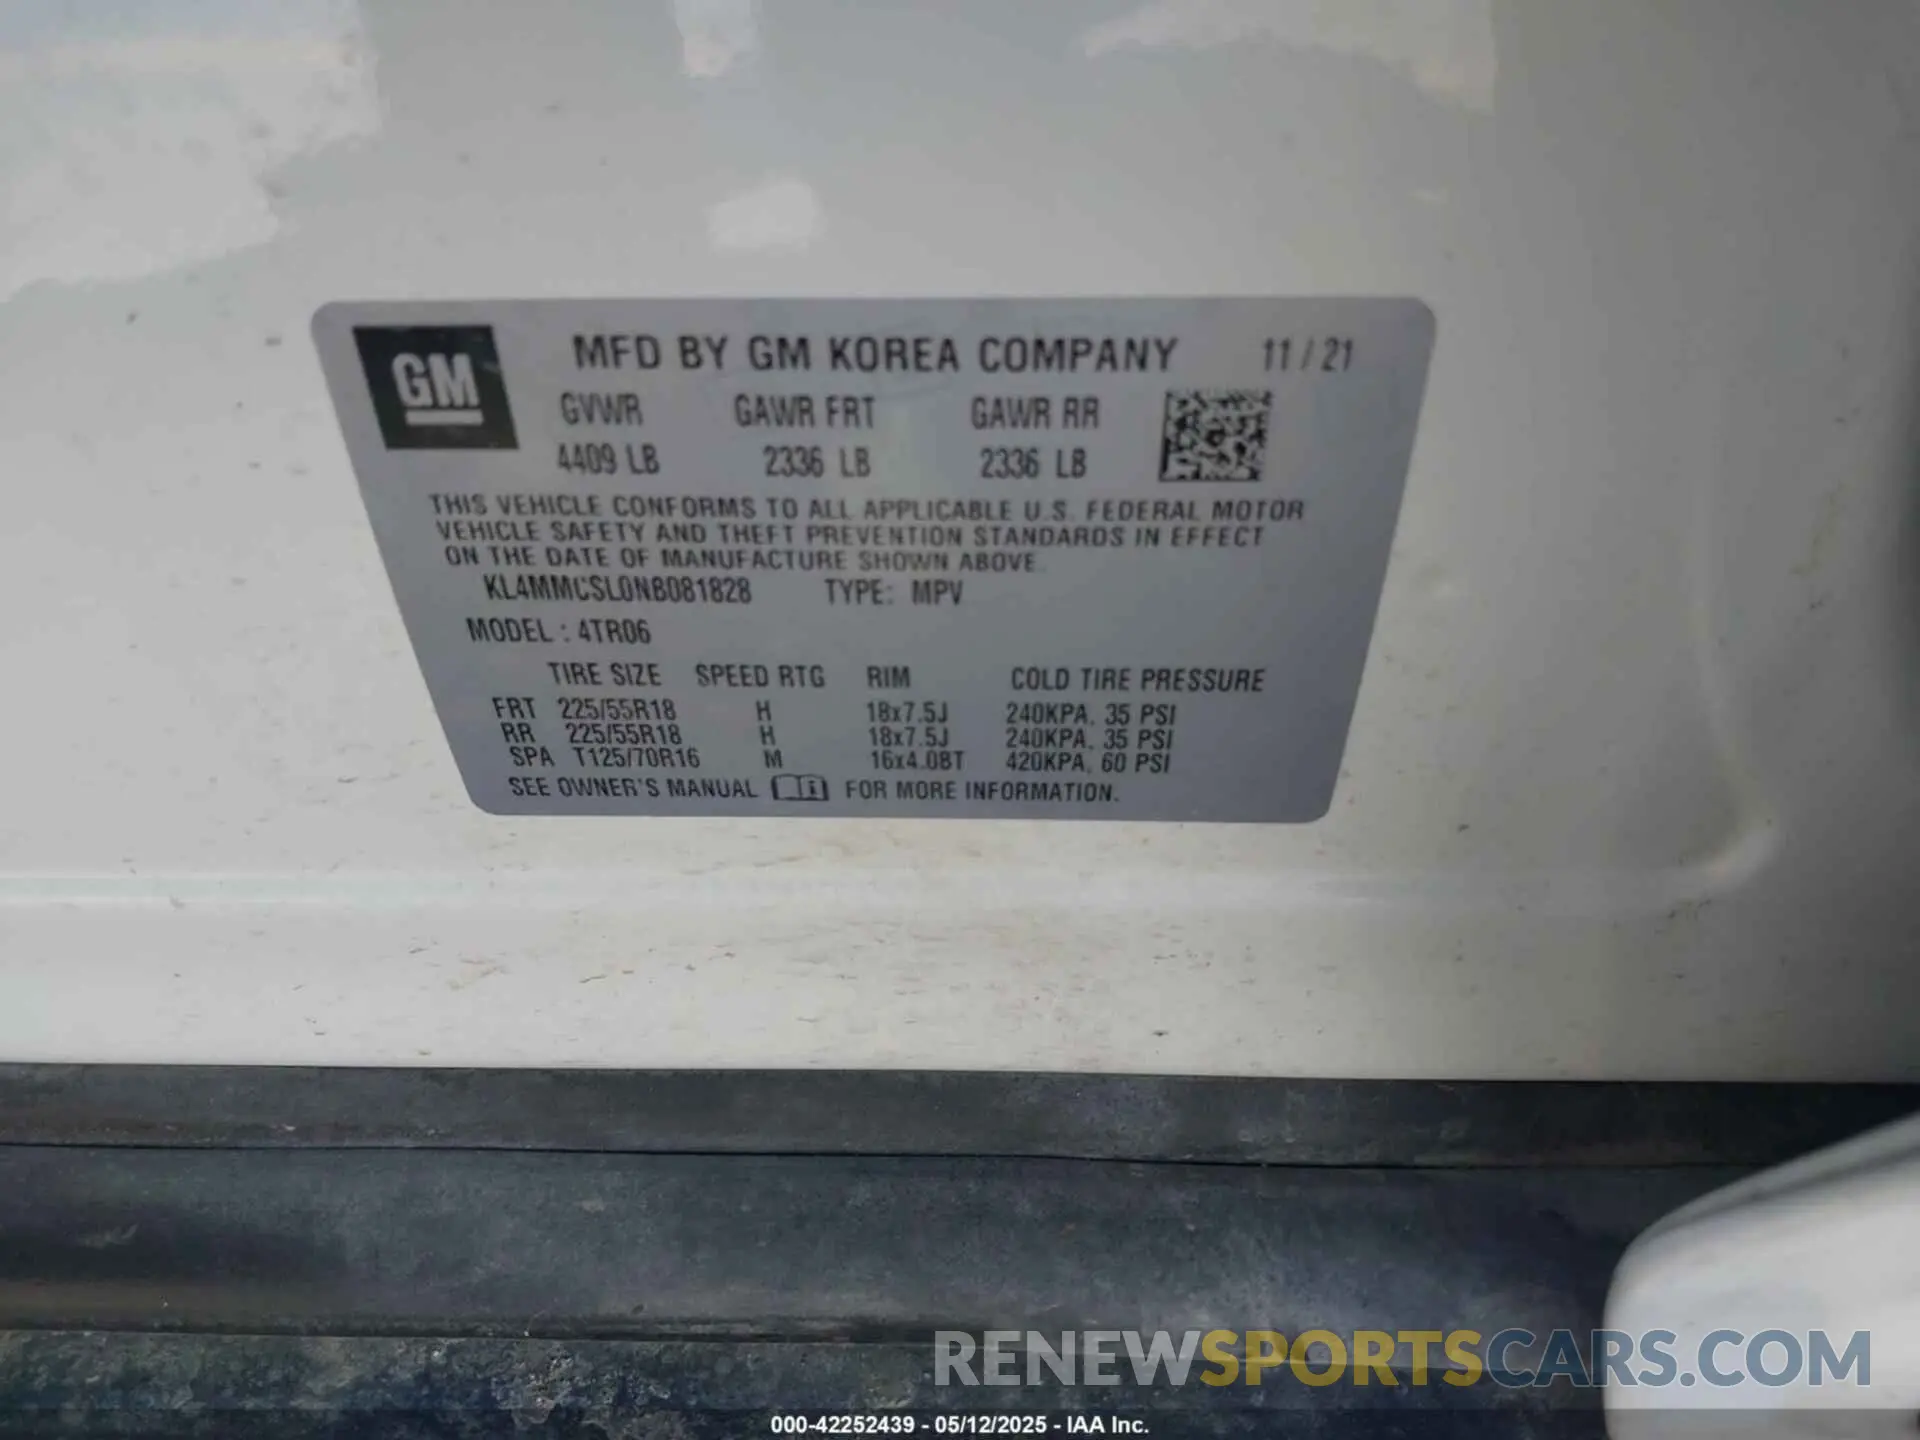 GM
MFD BY GM KOREA COMPANY 11 / 21
GVWR GAWR FRT GAWR RR
4409 LB 2336 LB 2336 LB
THIS VEHICLE CONFORMS TO ALL APPLICABLE U.S. FEDERAL MOTOR
VEHICLE SAFETY AND THEFT PREVENTION STANDARDS IN EFFECT
ON THE DATE OF MANUFACTURE SHOWN ABOVE.
KL4MMCSL0NB081828 TYPE: MPV
MODEL : 4TR06
TIRE SIZE SPEED RTG RIM COLD TIRE PRESSURE
FRT 225/55R18 H 18x7.5J 240KPA, 35 PSI
RR 225/55R18 H 18x7.5J 240KPA, 35 PSI
SPA T125/70R16 M 16x4.0BT 420KPA, 60 PSI
SEE OWNER'S MANUAL FOR MORE INFORMATION.
RENEWSPORTSCARS.COM
000-42252439 - 05/12/2025 - IAA Inc.